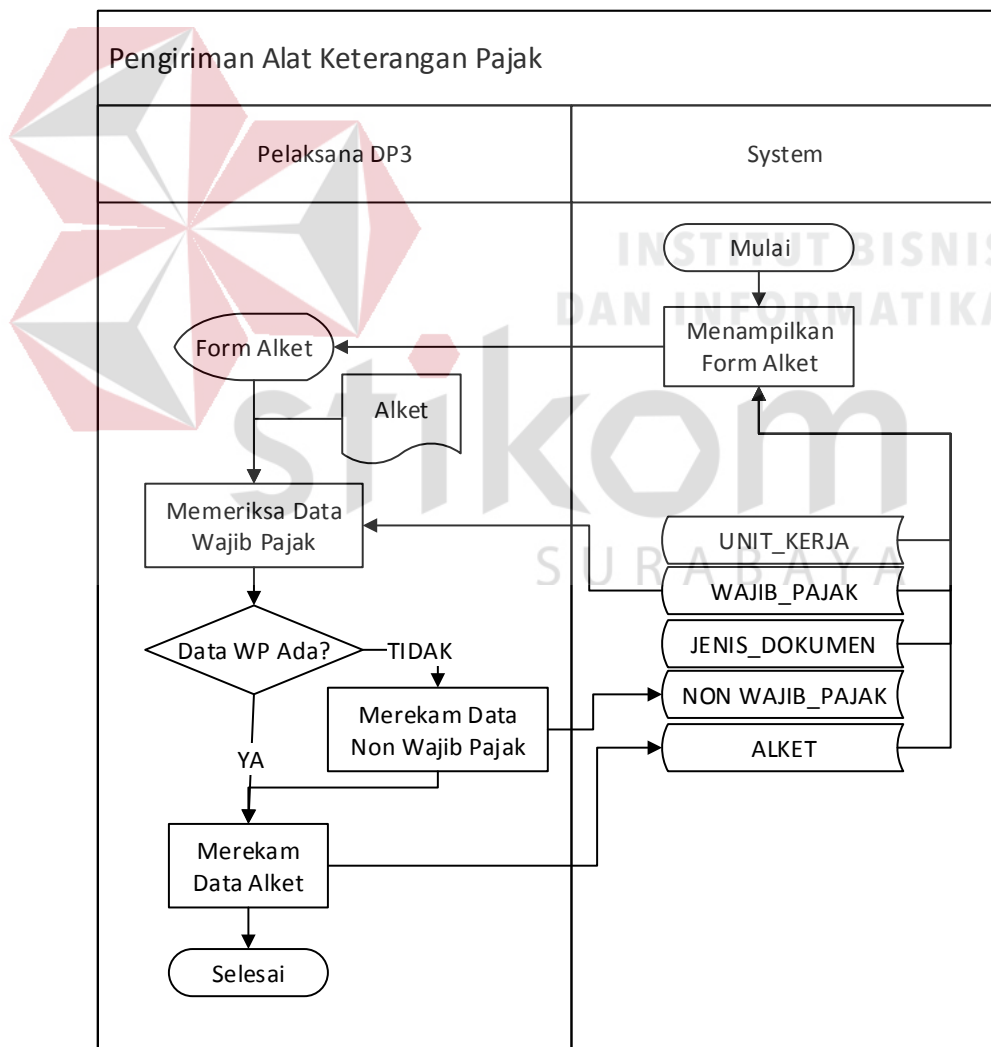 Pengiriman Alat Keterangan Pajak
Pelaksana DP3
System
INSTITUT BISNIS
DAN INFORMATIKA
stikom
SURABAYA
Mulai
Menampilkan
Form Alket
Form Alket
Alket
Memeriksa Data
Wajib Pajak
UNIT_KERJA
WAJIB_PAJAK
JENIS_DOKUMEN
NON WAJIB_PAJAK
ALKET
Data WP Ada?
TIDAK
Merekam Data
Non Wajib Pajak
YA
Merekam
Data Alket
Selesai